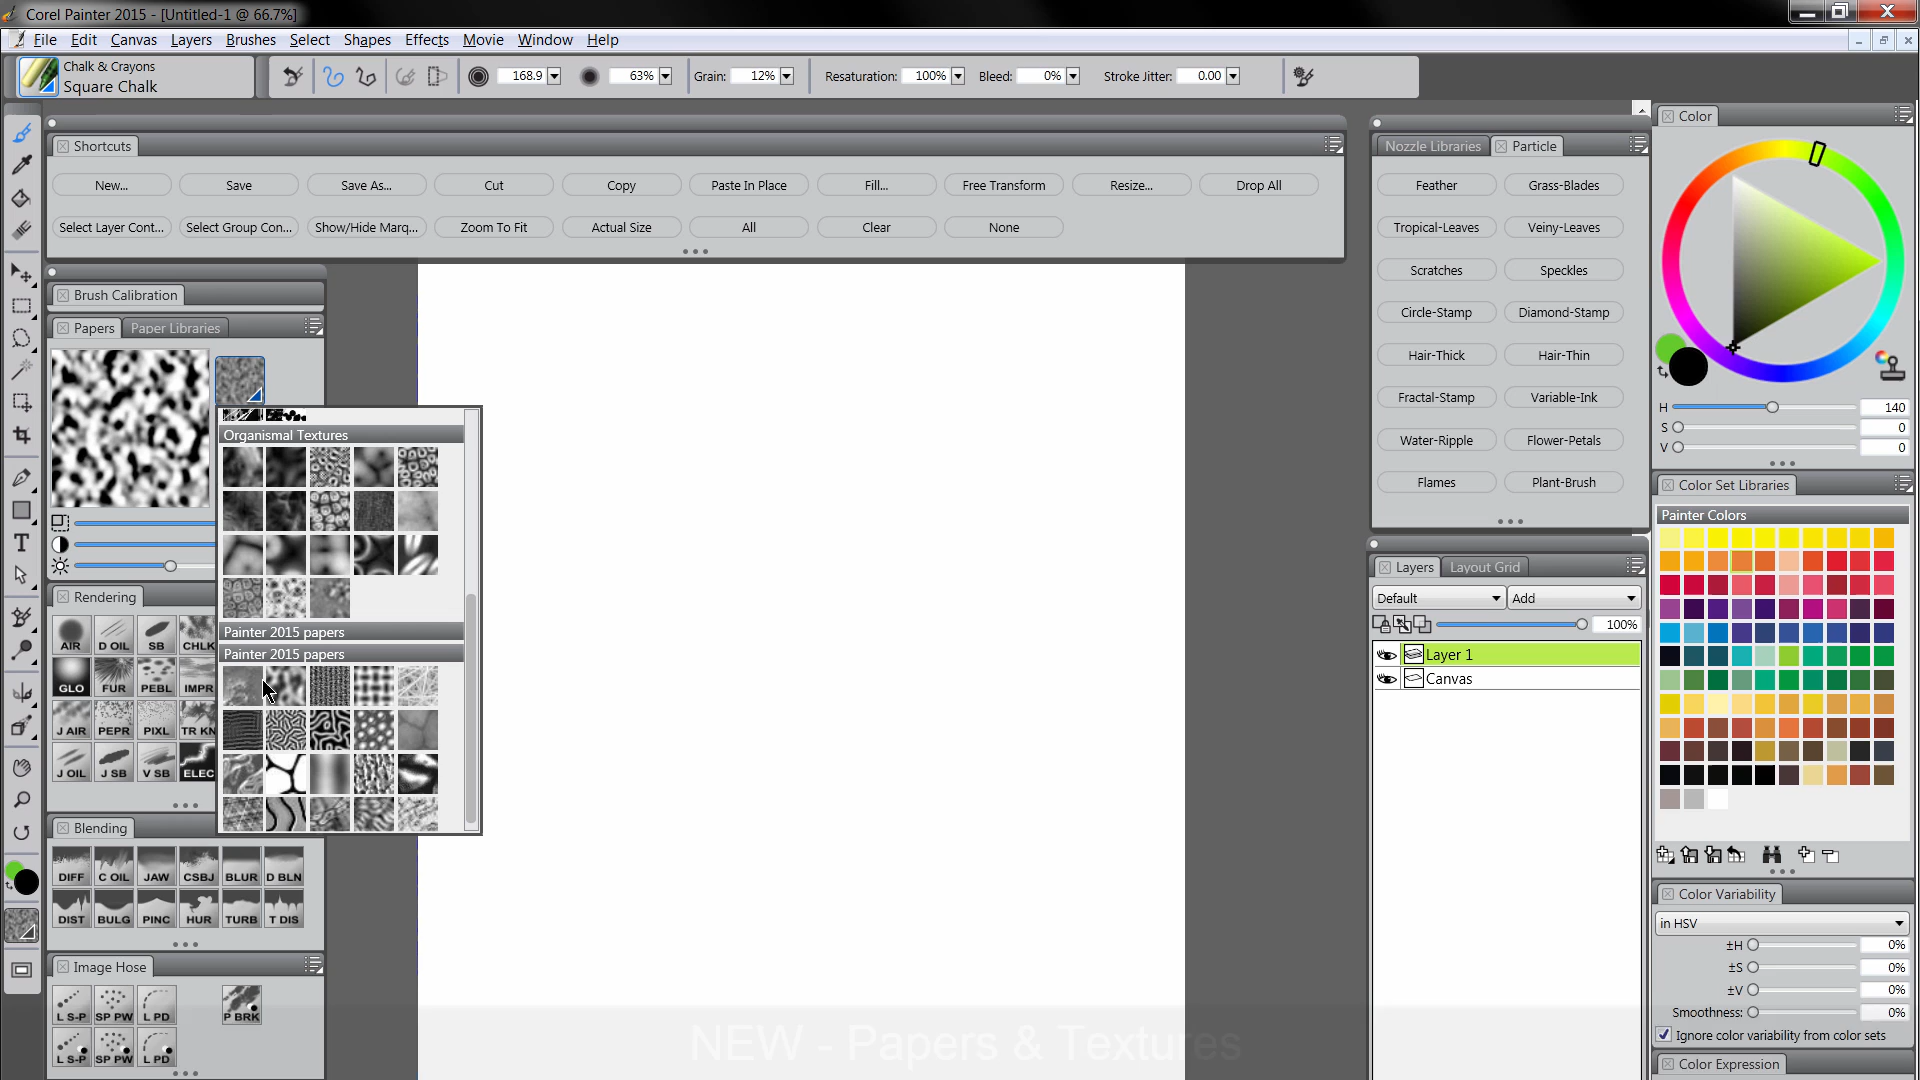 Corel Painter 2015 - [Untitled-1 @ 66.7%]
File Edit Canvas Layers Brushes Select Shapes Effects Movie Window Help
Chalk & Crayons
Square Chalk
168.9 63% Grain: 12% Resaturation: 100% Bleed: 0% Stroke Jitter: 0.00
Shortcuts
New... Save Save As... Cut Copy Paste In Place Fill... Free Transform Resize... Drop All
Select Layer Cont... Select Group Con... Show/Hide Marq... Zoom To Fit Actual Size All Clear None
Brush Calibration
Papers Paper Libraries
Organismal Textures
Painter 2015 papers
Painter 2015 papers
Rendering
AIR D OIL SB CHLK
GLO FUR PEBL IMPR
J AIR PEPR PIXL TR KN
J OIL J SB V SB ELEC
Blending
DIFF C OIL JAW CSBJ BLUR D BLN
DIST BULG PINC HUR TURB T DIS
Image Hose
L S-P SP PW L PD P BRK
L S-P SP PW L PD
T
NEW - Papers & Textures
Nozzle Libraries Particle
Feather Grass-Blades
Tropical-Leaves Veiny-Leaves
Scratches Speckles
Circle-Stamp Diamond-Stamp
Hair-Thick Hair-Thin
Fractal-Stamp Variable-Ink
Water-Ripple Flower-Petals
Flames Plant-Brush
Layers Layout Grid
Default Add
100%
Layer 1
Canvas
Color
H 140
S 0
V 0
Color Set Libraries
Painter Colors
Color Variability
in HSV
±H 0%
±S 0%
±V 0%
Smoothness: 0%
Ignore color variability from color sets
Color Expression